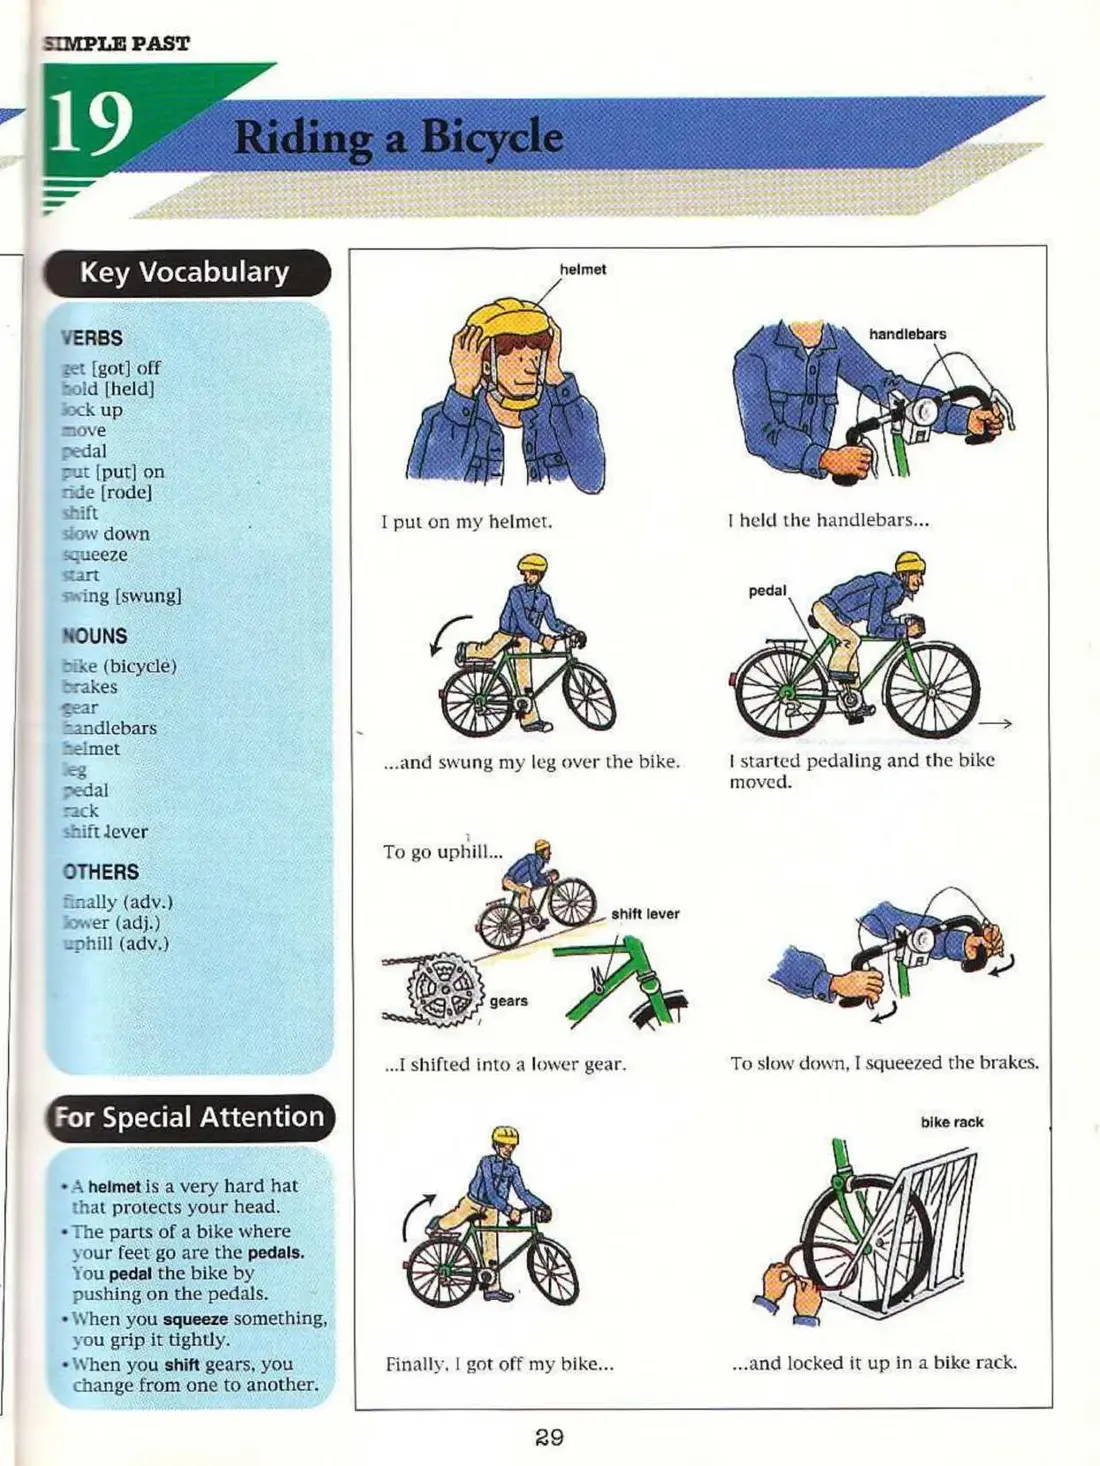 SIMPLE PAST
19
Riding a Bicycle
Key Vocabulary
VERBS
get [got] off
hold [held]
lock up
move
pedal
put [put] on
ride [rode]
shift
slow down
squeeze
start
swing [swung]
NOUNS
bike (bicycle)
brakes
gear
handlebars
helmet
leg
pedal
rack
shift lever
OTHERS
finally (adv.)
lower (adj.)
uphill (adv.)
For Special Attention
• A helmet is a very hard hat
that protects your head.
• The parts of a bike where
your feet go are the pedals.
You pedal the bike by
pushing on the pedals.
• When you squeeze something,
you grip it tightly.
• When you shift gears, you
change from one to another.
helmet
I put on my helmet.
handlebars
I held the handlebars...
...and swung my leg over the bike.
pedal
I started pedaling and the bike
moved.
To go uphill...
shift lever
gears
...I shifted into a lower gear.
To slow down, I squeezed the brakes.
Finally, I got off my bike...
bike rack
...and locked it up in a bike rack.
29